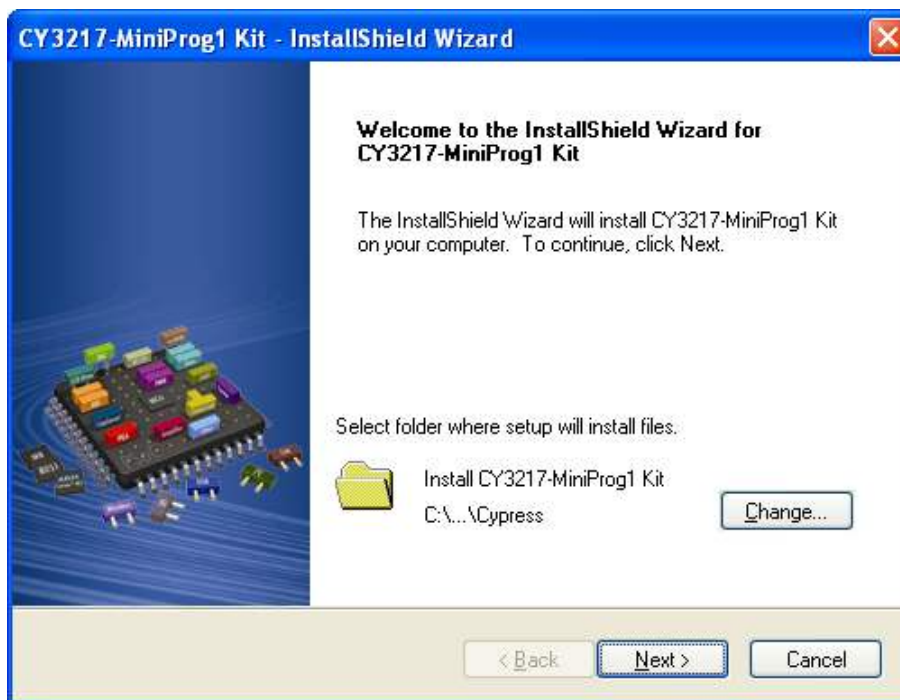 CY3217-MiniProg1 Kit - InstallShield Wizard
Welcome to the InstallShield Wizard for
CY3217-MiniProg1 Kit
The InstallShield Wizard will install CY3217-MiniProg1 Kit
on your computer. To continue, click Next.
Select folder where setup will install files.
Install CY3217-MiniProg1 Kit
C:\...\Cypress
Change...
< Back
Next >
Cancel